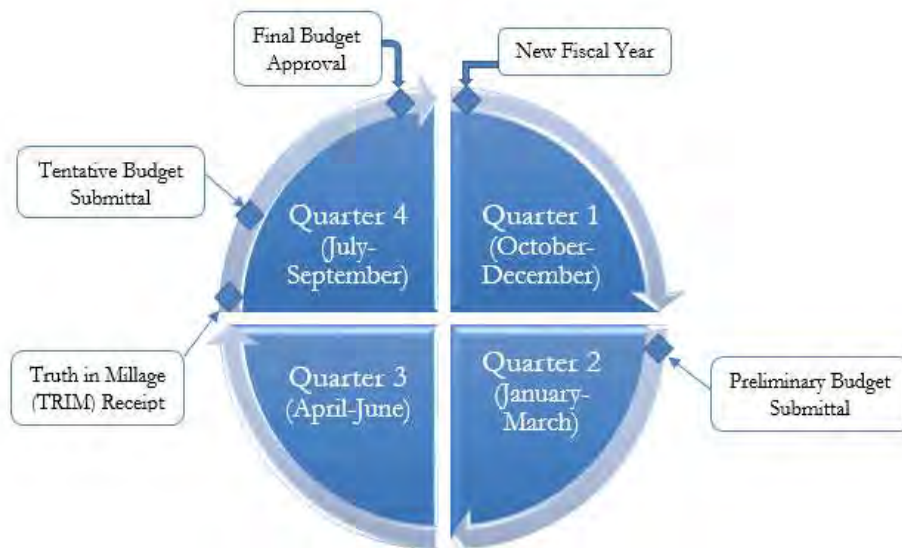 Final Budget
Approval
New Fiscal Year
Tentative Budget
Submittal
Quarter 4
(July-
September)
Quarter 1
(October-
December)
Truth in Millage
(TRIM) Receipt
Quarter 3
(April-June)
Quarter 2
(January-
March)
Preliminary Budget
Submittal